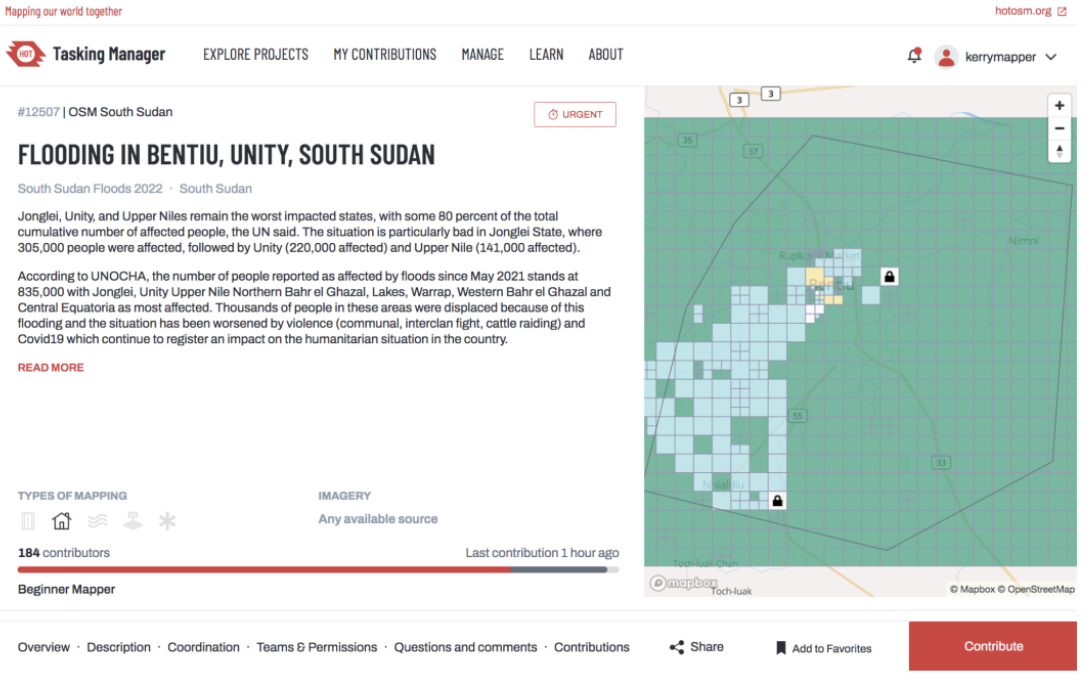 Mapping our world together
hotosm.org
HOT Tasking Manager EXPLORE PROJECTS MY CONTRIBUTIONS MANAGE LEARN ABOUT kerrymapper
#12507 | OSM South Sudan
URGENT
FLOODING IN BENTIU, UNITY, SOUTH SUDAN
South Sudan Floods 2022 · South Sudan
Jonglei, Unity, and Upper Niles remain the worst impacted states, with some 80 percent of the total
cumulative number of affected people, the UN said. The situation is particularly bad in Jonglei State, where
305,000 people were affected, followed by Unity (220,000 affected) and Upper Nile (141,000 affected).
According to UNOCHA, the number of people reported as affected by floods since May 2021 stands at
835,000 with Jonglei, Unity Upper Nile Northern Bahr el Ghazal, Lakes, Warrap, Western Bahr el Ghazal and
Central Equatoria as most affected. Thousands of people in these areas were displaced because of this
flooding and the situation has been worsened by violence (communal, interclan fight, cattle raiding) and
Covid19 which continue to register an impact on the humanitarian situation in the country.
READ MORE
TYPES OF MAPPING
IMAGERY
Any available source
184 contributors
Last contribution 1 hour ago
Beginner Mapper
3
3
+
−
35
37
Nimni
Rupkona Market
Bentiu
55
33
Nhialdiu
Toch-luak Chan
mapbox
Toch-luak
© Mapbox © OpenStreetMap
Overview · Description · Coordination · Teams & Permissions · Questions and comments · Contributions
Share
Add to Favorites
Contribute